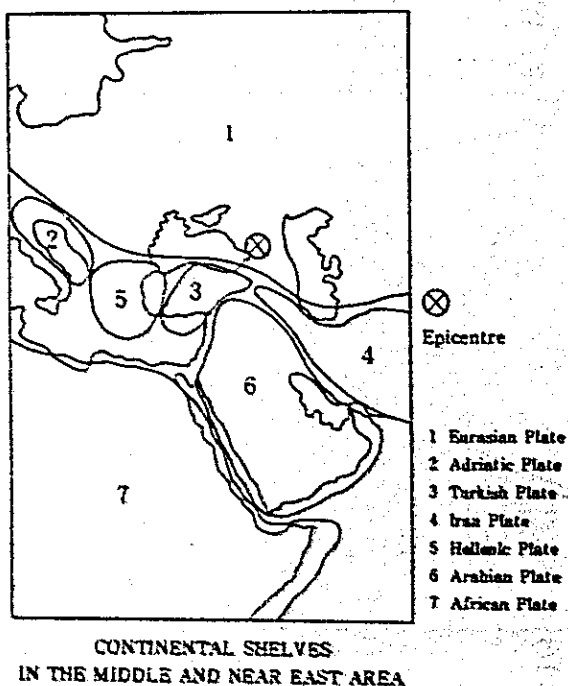 1
2
5
3
4
6
7
Epicentre
1 Eurasian Plate
2 Adriatic Plate
3 Turkish Plate
4 Iran Plate
5 Hellenic Plate
6 Arabian Plate
7 African Plate
CONTINENTAL SHELVES
IN THE MIDDLE AND NEAR EAST AREA